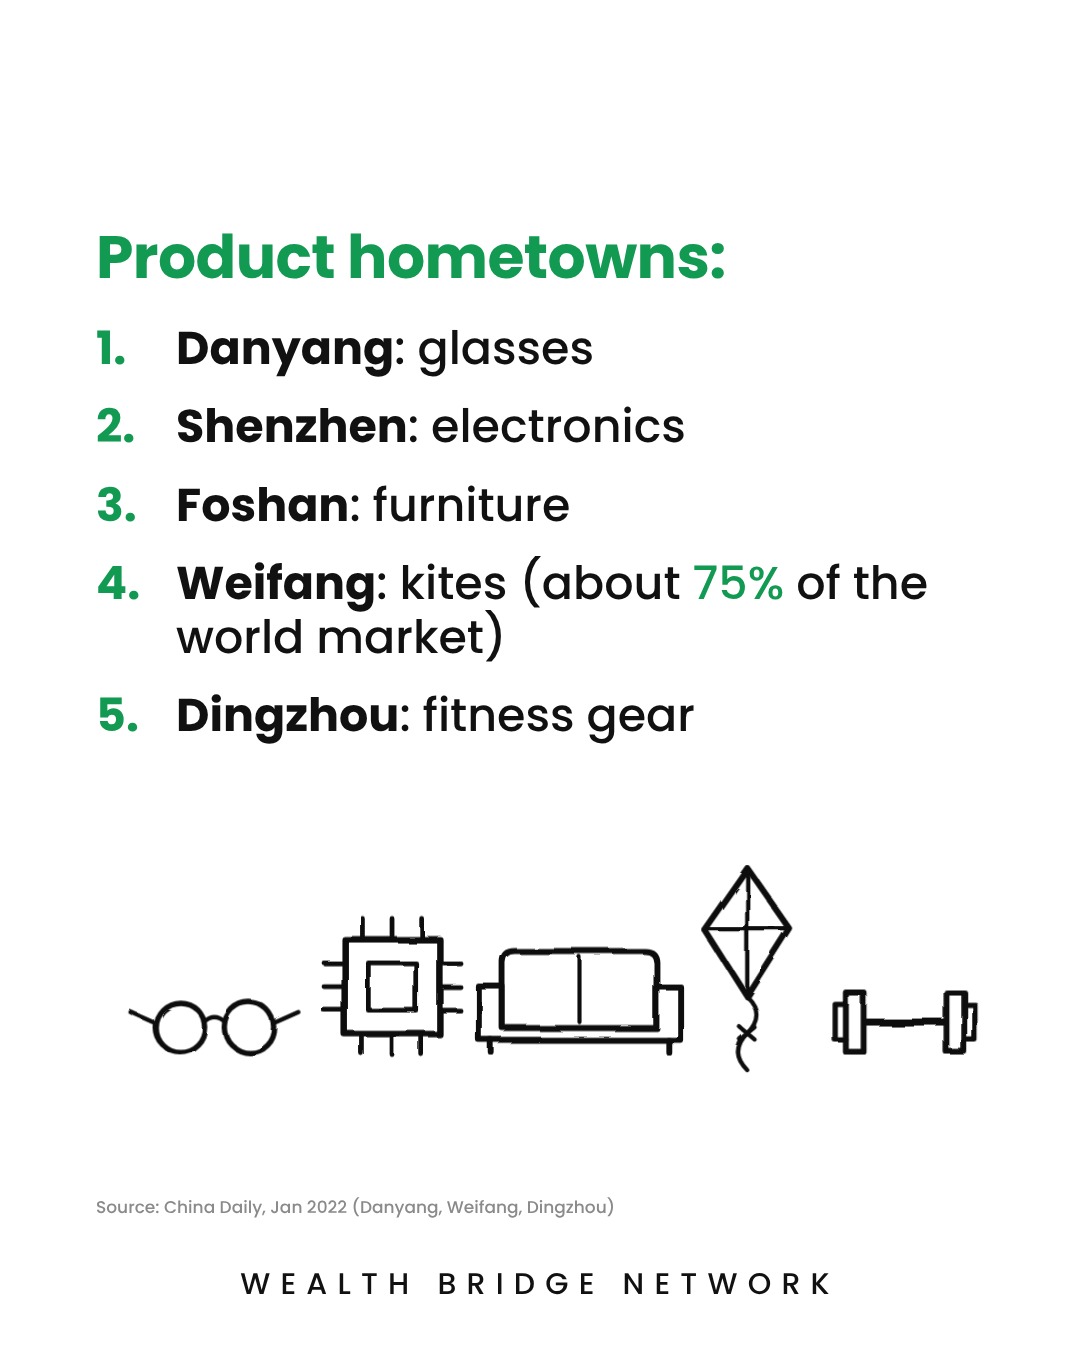 Product hometowns:
1. Danyang: glasses
2. Shenzhen: electronics
3. Foshan: furniture
4. Weifang: kites (about 75% of the
world market)
5. Dingzhou: fitness gear
Source: China Daily, Jan 2022 (Danyang, Weifang, Dingzhou)
WEALTH BRIDGE NETWORK